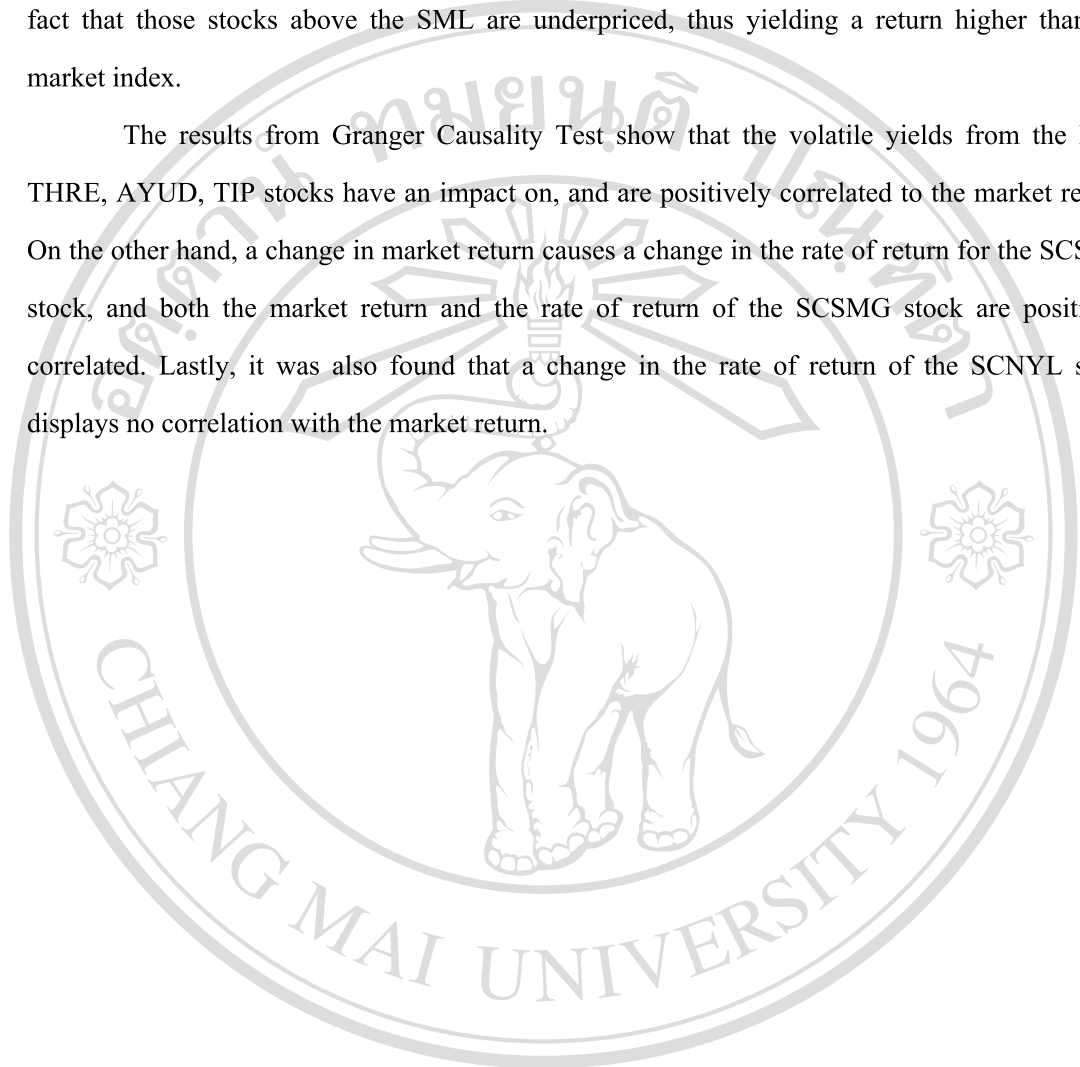 fact that those stocks above the SML are underpriced, thus yielding a return higher than
market index.
The results from Granger Causality Test show that the volatile yields from the
THRE, AYUD, TIP stocks have an impact on, and are positively correlated to the market
On the other hand, a change in market return causes a change in the rate of return for the
stock, and both the market return and the rate of return of the SCSMG stock are
correlated. Lastly, it was also found that a change in the rate of return of the SCNYL
displays no correlation with the market return.
CHIANG MAI UNIVERSITY 1964